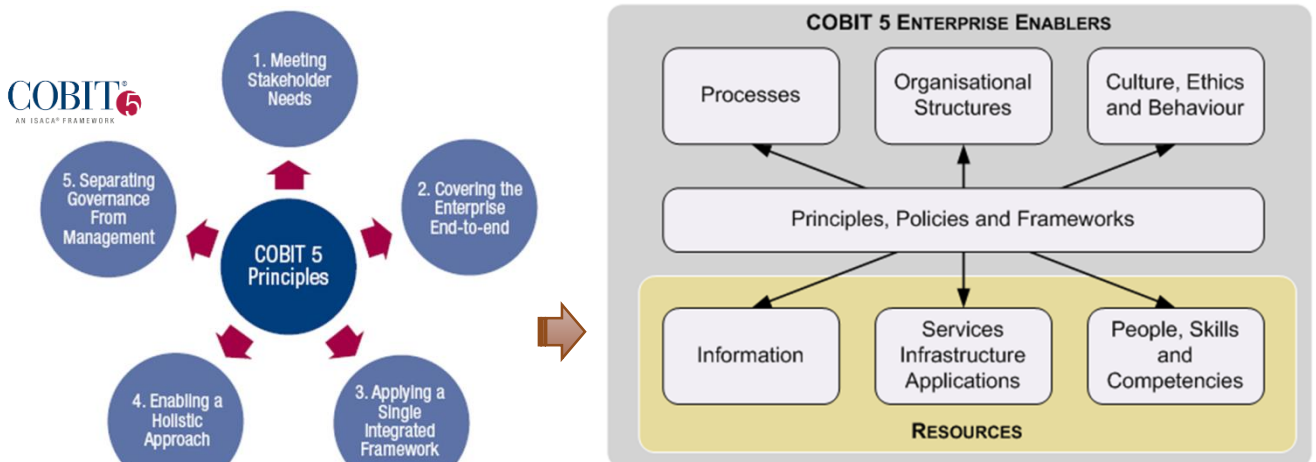 COBIT® 5
AN ISACA® FRAMEWORK
1. Meeting
Stakeholder
Needs
2. Covering the
Enterprise
End-to-end
3. Applying a
Single
Integrated
Framework
4. Enabling a
Holistic
Approach
5. Separating
Governance
From
Management
COBIT 5
Principles
COBIT 5 ENTERPRISE ENABLERS
Processes
Organisational
Structures
Culture, Ethics
and Behaviour
Principles, Policies and Frameworks
Information
Services
Infrastructure
Applications
People, Skills
and
Competencies
RESOURCES